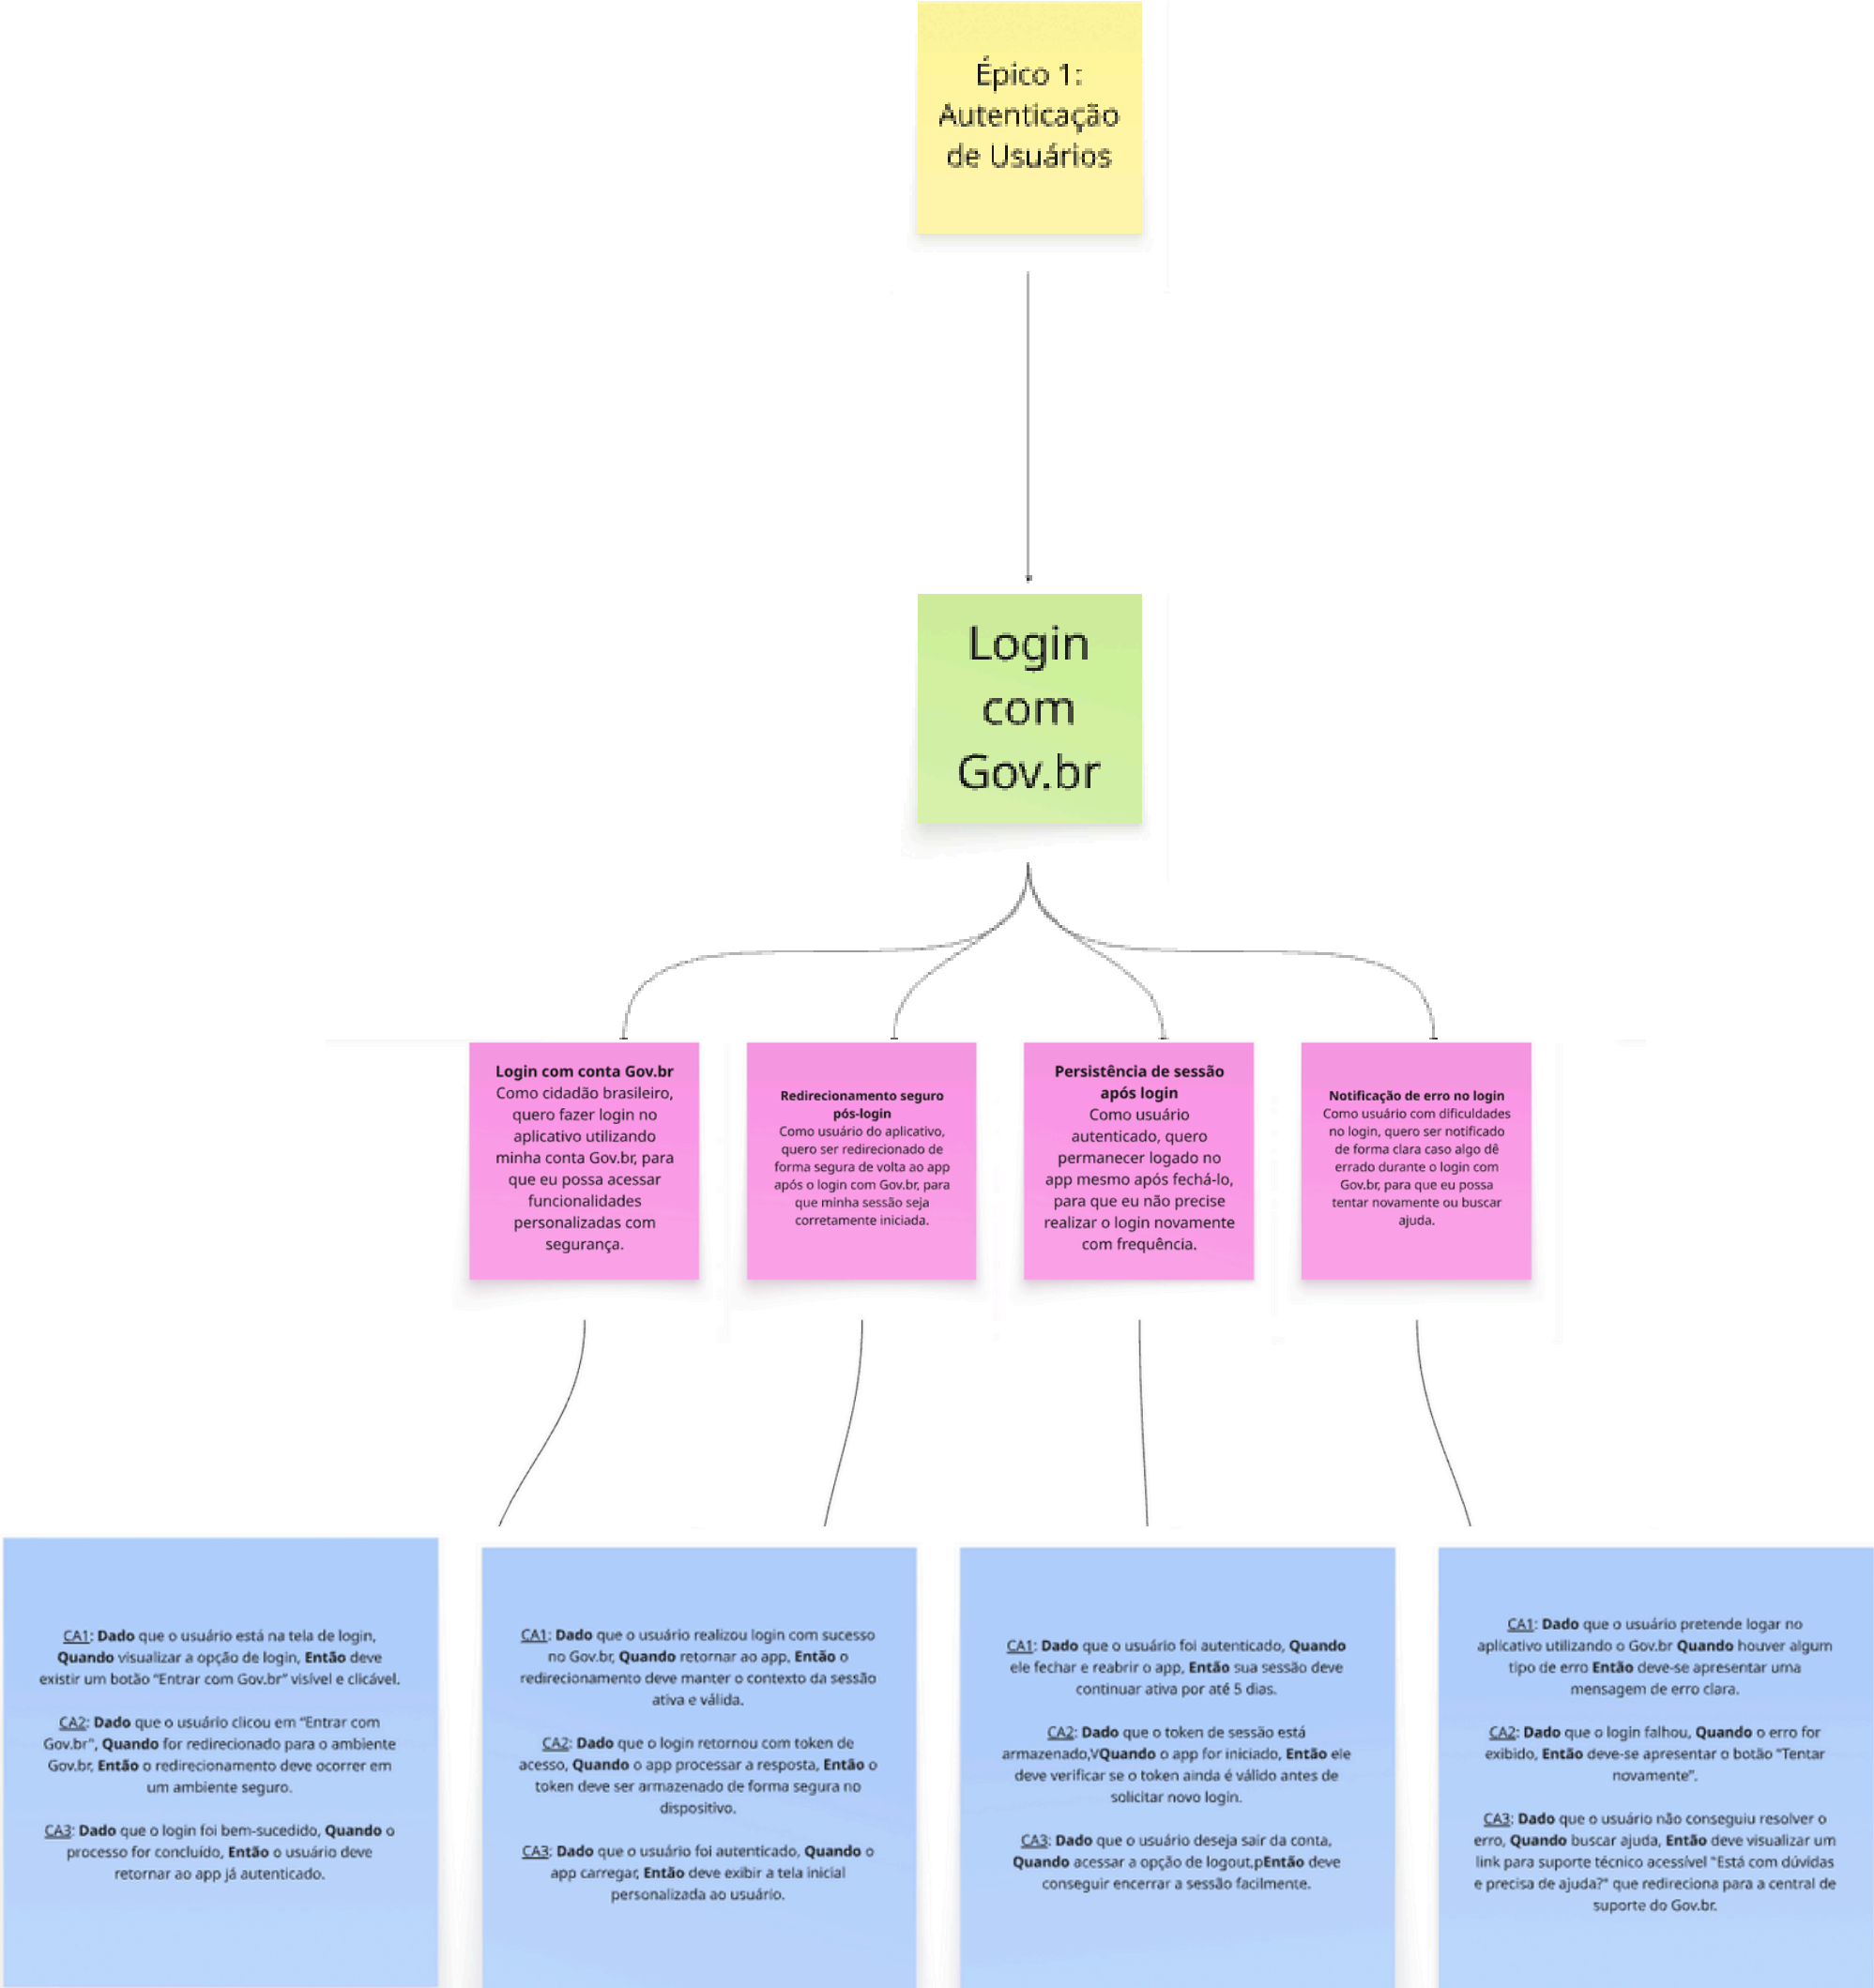 Épico 1:
Autenticação
de Usuários
Login
com
Gov.br
Login com conta Gov.br
Como cidadão brasileiro,
quero fazer login no
aplicativo utilizando
minha conta Gov.br, para
que eu possa acessar
funcionalidades
personalizadas com
segurança.
Redirecionamento seguro
pós-login
Como usuário do aplicativo,
quero ser redirecionado de
forma segura de volta ao app
após o login com Gov.br, para
que minha sessão seja
corretamente iniciada.
Persistência de sessão
após login
Como usuário
autenticado, quero
permanecer logado no
app mesmo após fechá-lo,
para que eu não precise
realizar o login novamente
com frequência.
Notificação de erro no login
Como usuário com dificuldades
no login, quero ser notificado
de forma clara caso algo dê
errado durante o login com
Gov.br, para que eu possa
tentar novamente ou buscar
ajuda.
CA1: Dado que o usuário está na tela de login,
Quando visualizar a opção de login, Então deve
existir um botão “Entrar com Gov.br” visível e clicável.
CA2: Dado que o usuário clicou em “Entrar com
Gov.br", Quando for redirecionado para o ambiente
Gov.br, Então o redirecionamento deve ocorrer em
um ambiente seguro.
CA3: Dado que o login foi bem-sucedido, Quando o
processo for concluído, Então o usuário deve
retornar ao app já autenticado.
CA1: Dado que o usuário realizou login com sucesso
no Gov.br, Quando retornar ao app, Então o
redirecionamento deve manter o contexto da sessão
ativa e válida.
CA2: Dado que o login retornou com token de
acesso, Quando o app processar a resposta, Então o
token deve ser armazenado de forma segura no
dispositivo.
CA3: Dado que o usuário foi autenticado, Quando o
app carregar, Então deve exibir a tela inicial
personalizada ao usuário.
CA1: Dado que o usuário foi autenticado, Quando
ele fechar e reabrir o app, Então sua sessão deve
continuar ativa por até 5 dias.
CA2: Dado que o token de sessão está
armazenado,VQuando o app for iniciado, Então ele
deve verificar se o token ainda é válido antes de
solicitar novo login.
CA3: Dado que o usuário deseja sair da conta,
Quando acessar a opção de logout,pEntão deve
conseguir encerrar a sessão facilmente.
CA1: Dado que o usuário pretende logar no
aplicativo utilizando o Gov.br Quando houver algum
tipo de erro Então deve-se apresentar uma
mensagem de erro clara.
CA2: Dado que o login falhou, Quando o erro for
exibido, Então deve-se apresentar o botão “Tentar
novamente”.
CA3: Dado que o usuário não conseguiu resolver o
erro, Quando buscar ajuda, Então deve visualizar um
link para suporte técnico acessível "Está com dúvidas
e precisa de ajuda?" que redireciona para a central de
suporte do Gov.br.